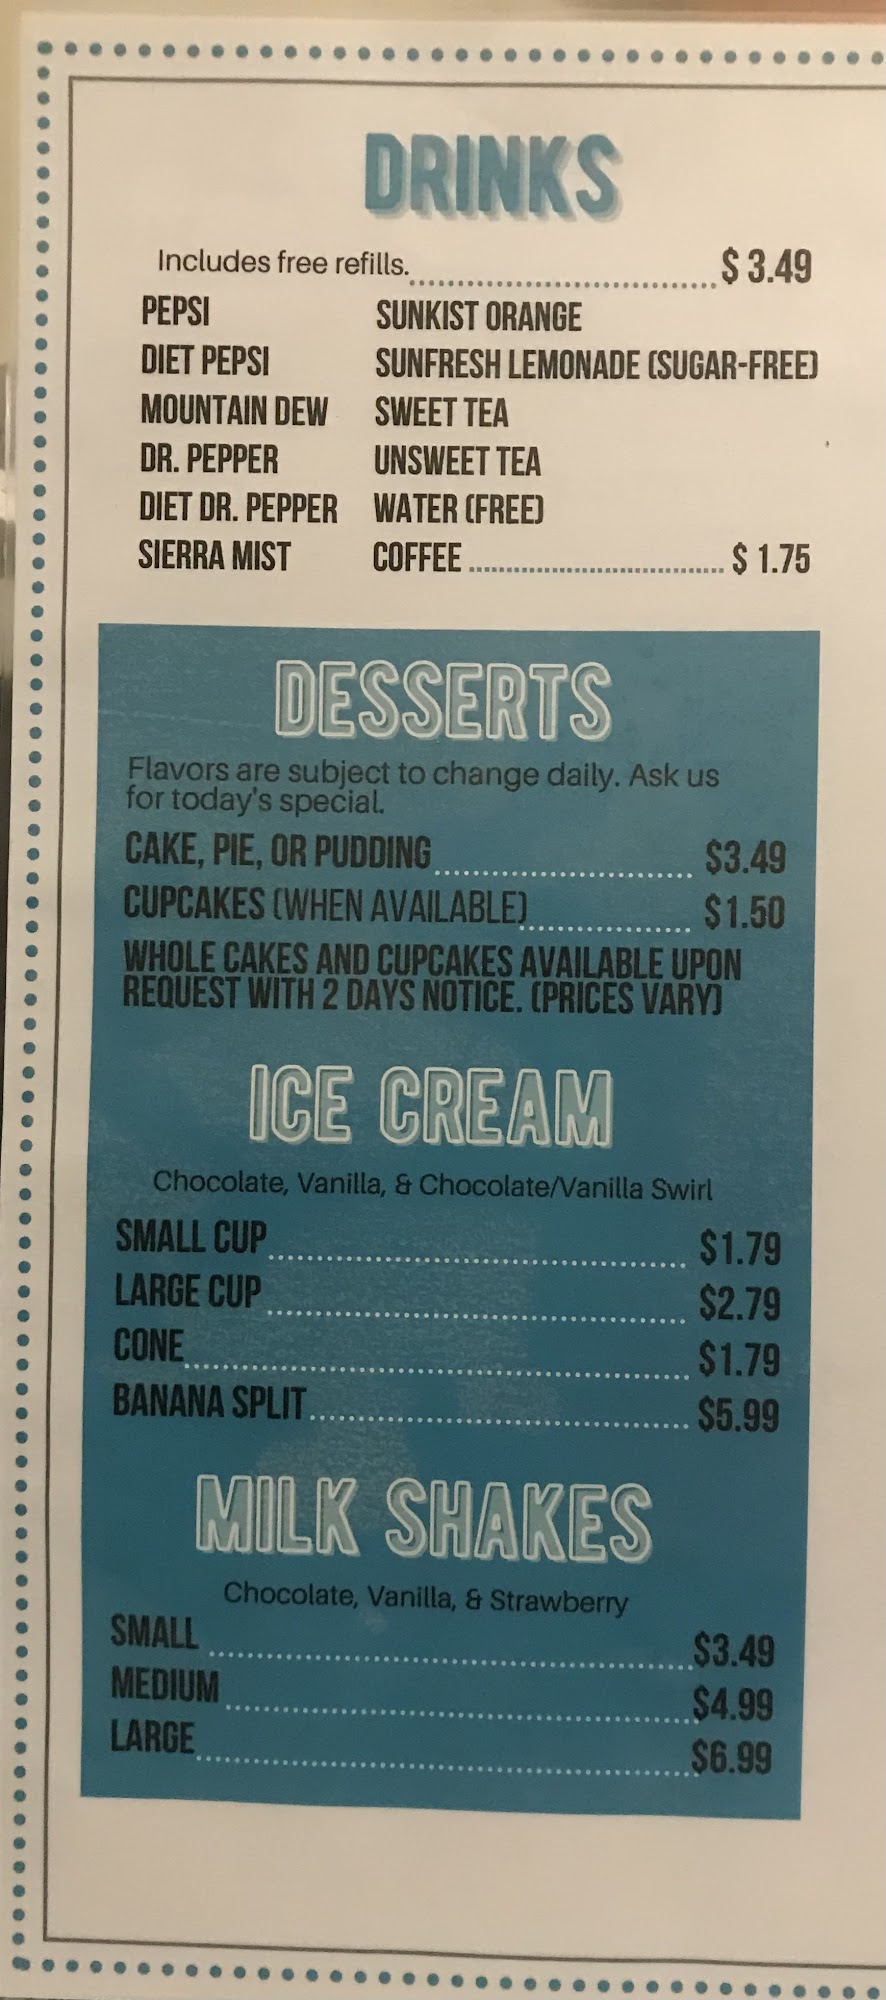 DRINKS
Includes free refills. $ 3.49
PEPSI SUNKIST ORANGE
DIET PEPSI SUNFRESH LEMONADE (SUGAR-FREE)
MOUNTAIN DEW SWEET TEA
DR. PEPPER UNSWEET TEA
DIET DR. PEPPER WATER (FREE)
SIERRA MIST COFFEE $ 1.75
DESSERTS
Flavors are subject to change daily. Ask us
for today's special.
CAKE, PIE, OR PUDDING $3.49
CUPCAKES (WHEN AVAILABLE) $1.50
WHOLE CAKES AND CUPCAKES AVAILABLE UPON
REQUEST WITH 2 DAYS NOTICE. (PRICES VARY)
ICE CREAM
Chocolate, Vanilla, & Chocolate/Vanilla Swirl
SMALL CUP $1.79
LARGE CUP $2.79
CONE $1.79
BANANA SPLIT $5.99
MILK SHAKES
Chocolate, Vanilla, & Strawberry
SMALL $3.49
MEDIUM $4.99
LARGE $6.99